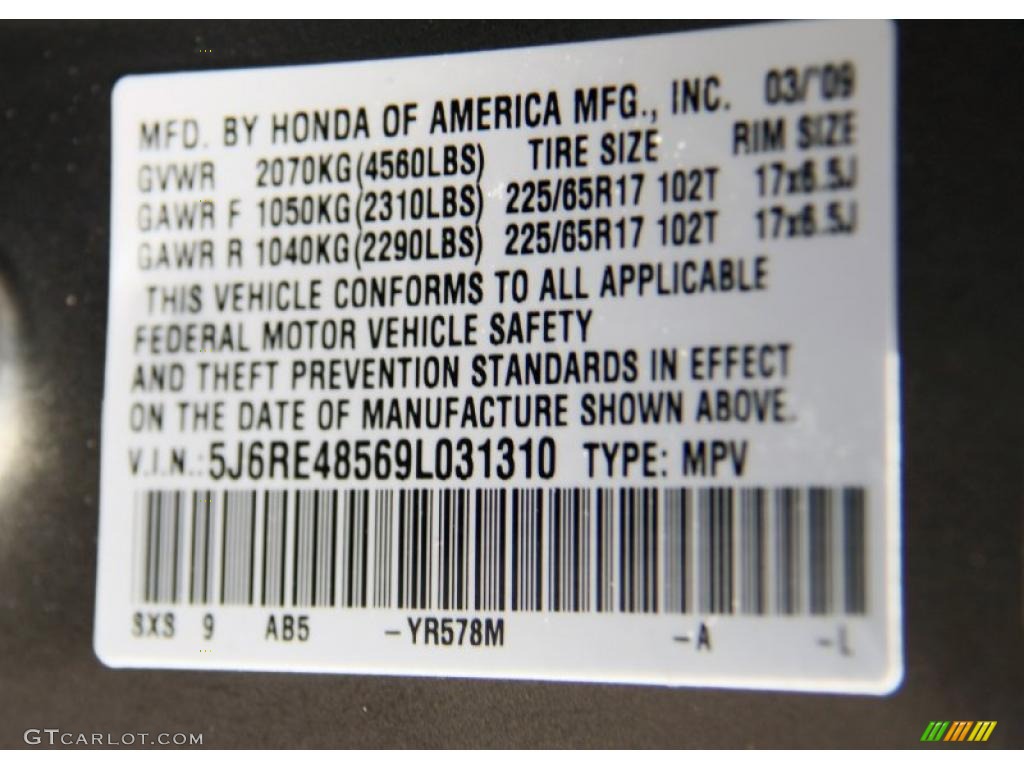 MFD. BY HONDA OF AMERICA MFG., INC. 03/'09
GVWR 2070KG(4560LBS) TIRE SIZE RIM SIZE
GAWR F 1050KG(2310LBS) 225/65R17 102T 17x6.5J
GAWR R 1040KG(2290LBS) 225/65R17 102T 17x6.5J
THIS VEHICLE CONFORMS TO ALL APPLICABLE
FEDERAL MOTOR VEHICLE SAFETY
AND THEFT PREVENTION STANDARDS IN EFFECT
ON THE DATE OF MANUFACTURE SHOWN ABOVE.
V.I.N.: 5J6RE48569L031310 TYPE: MPV
SXS 9 AB5 -YR578M -A -L
GTCARLOT.COM